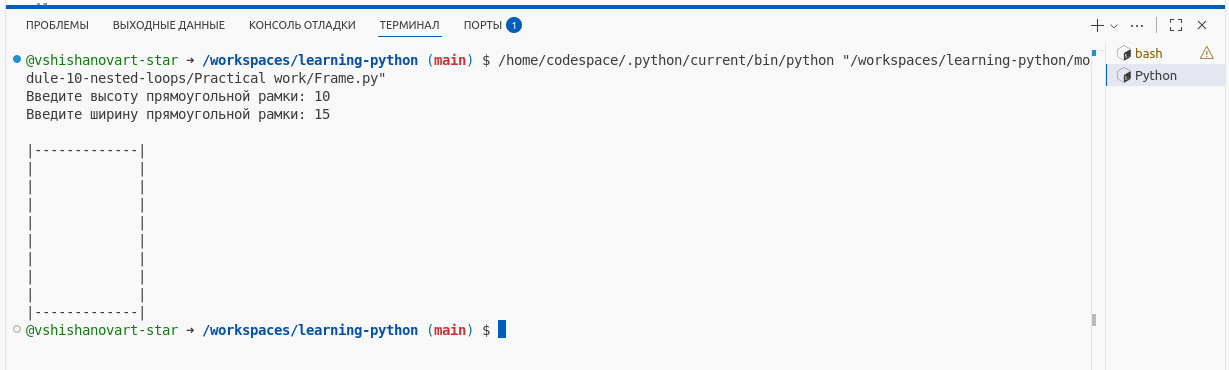 ПРОБЛЕМЫ ВЫХОДНЫЕ ДАННЫЕ КОНСОЛЬ ОТЛАДКИ ТЕРМИНАЛ ПОРТЫ 1
@vshishanovart-star → /workspaces/learning-python (main) $ /home/codespace/.python/current/bin/python "/workspaces/learning-python/mo
dule-10-nested-loops/Practical work/Frame.py"
Введите высоту прямоугольной рамки: 10
Введите ширину прямоугольной рамки: 15
|-------------|
|             |
|             |
|             |
|             |
|             |
|             |
|             |
|             |
|-------------|
@vshishanovart-star → /workspaces/learning-python (main) $
bash
Python